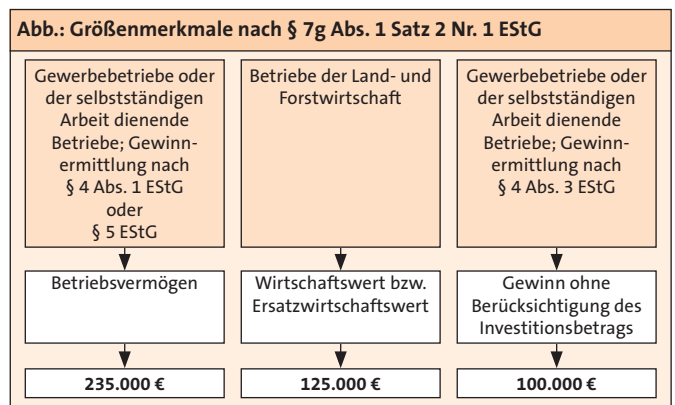 Abb.: Größenmerkmale nach § 7g Abs. 1 Satz 2 Nr. 1 EStG
Gewerbebetriebe oder
der selbstständigen
Arbeit dienende
Betriebe; Gewinn-
ermittlung nach
§ 4 Abs. 1 EStG
oder
§ 5 EStG
Betriebsvermögen
235.000 €
Betriebe der Land- und
Forstwirtschaft
Wirtschaftswert bzw.
Ersatzwirtschaftswert
125.000 €
Gewerbebetriebe oder
der selbstständigen
Arbeit dienende
Betriebe; Gewinn-
ermittlung nach
§ 4 Abs. 3 EStG
Gewinn ohne
Berücksichtigung des
Investitionsbetrags
100.000 €